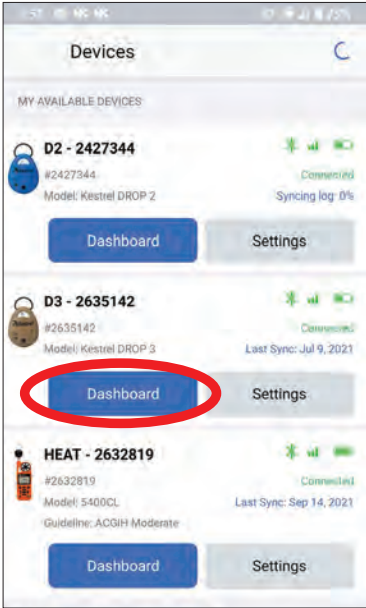 Devices
MY AVAILABLE DEVICES
D2 - 2427344
#2427344
Connected
Model: Kestrel DROP 2
Syncing log: 0%
Dashboard
Settings
D3 - 2635142
#2635142
Connected
Model: Kestrel DROP 3
Last Sync: Jul 9, 2021
Dashboard
Settings
HEAT - 2632819
#2632819
Connected
Model: 5400CL
Last Sync: Sep 14, 2021
Guideline: ACGIH Moderate
Dashboard
Settings